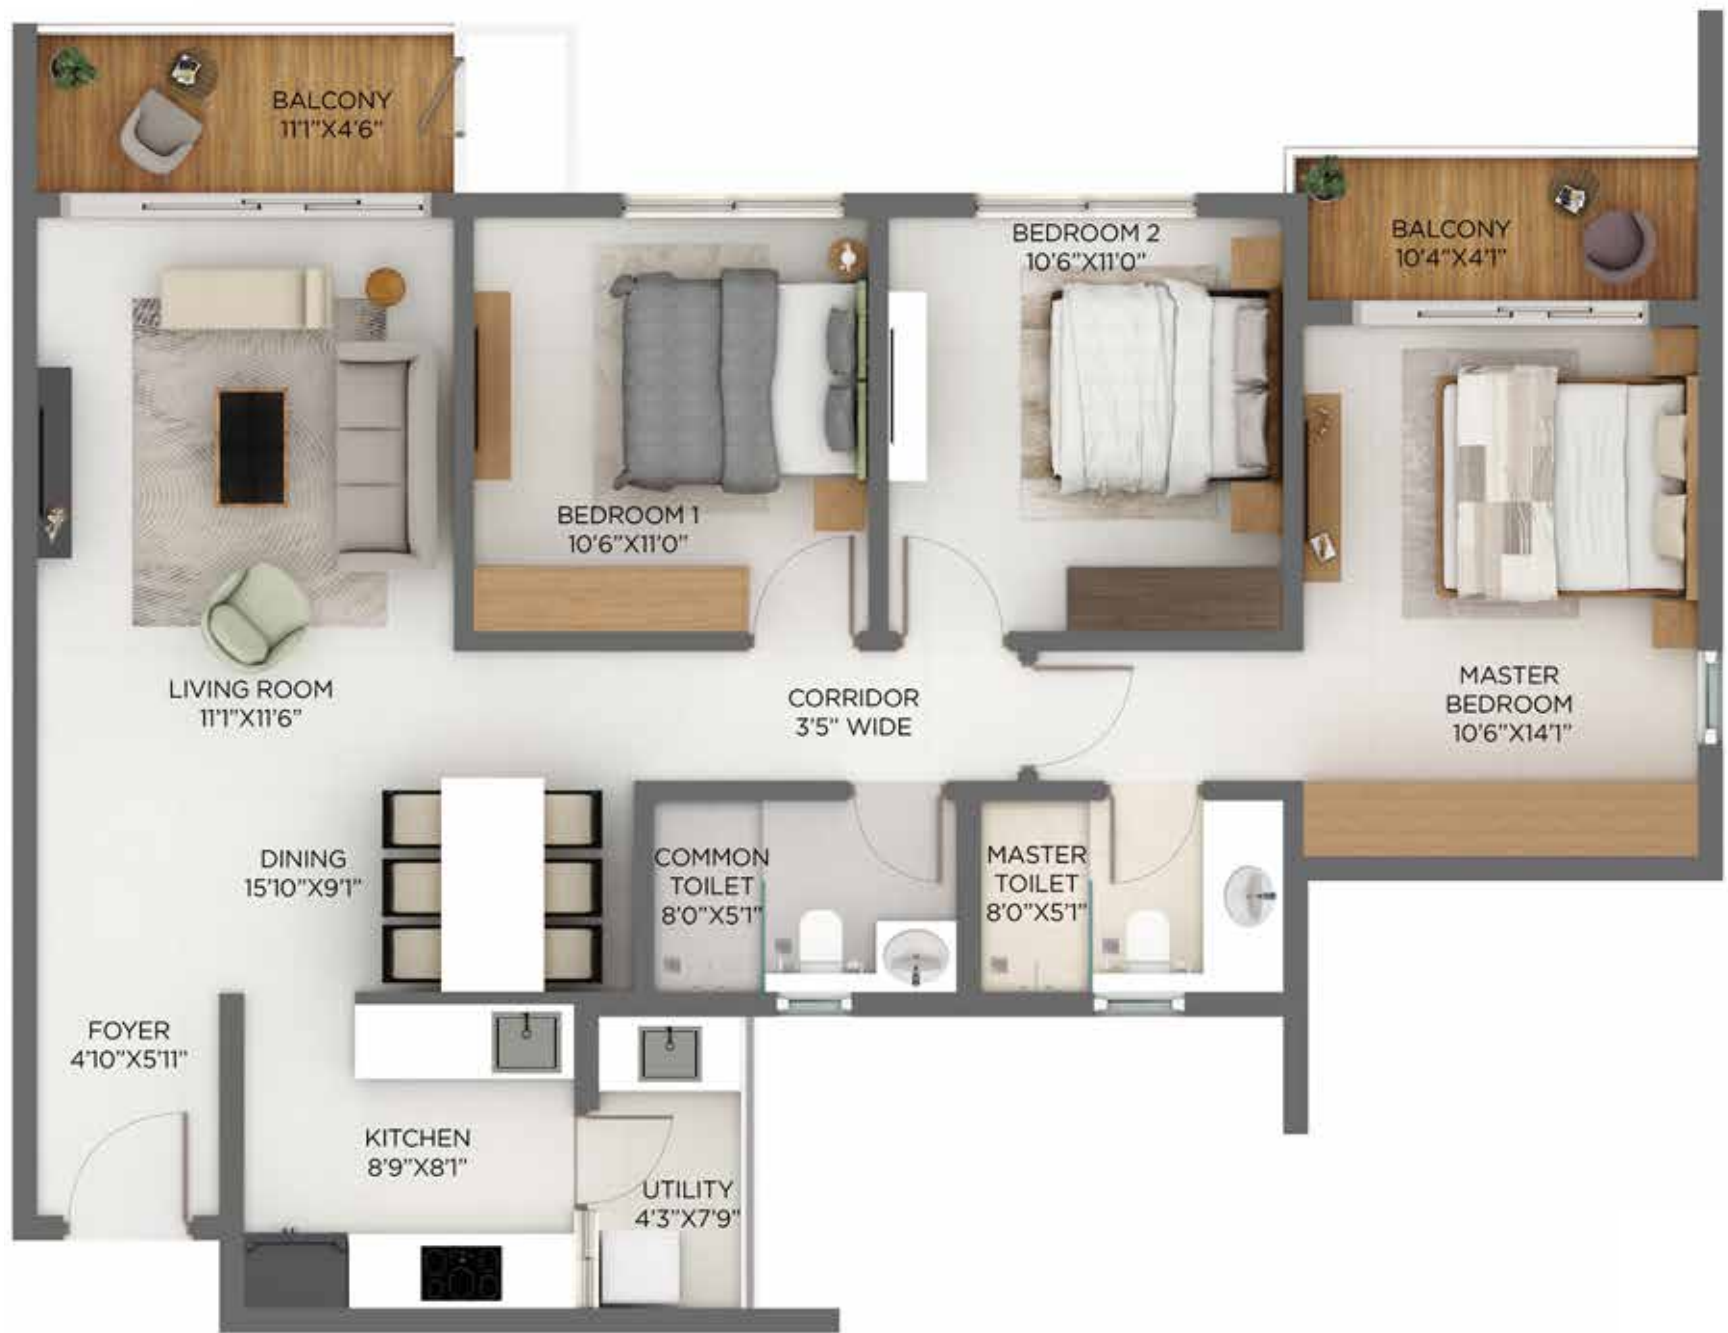 BALCONY
11'1"X4'6"
BALCONY
10'4"X4'1"
BEDROOM 2
10'6"X11'0"
BEDROOM 1
10'6"X11'0"
LIVING ROOM
11'1"X11'6"
CORRIDOR
3'5" WIDE
MASTER
BEDROOM
10'6"X14'1"
DINING
15'10"X9'1"
COMMON
TOILET
8'0"X5'1"
MASTER
TOILET
8'0"X5'1"
FOYER
4'10"X5'11"
KITCHEN
8'9"X8'1"
UTILITY
4'3"X7'9"